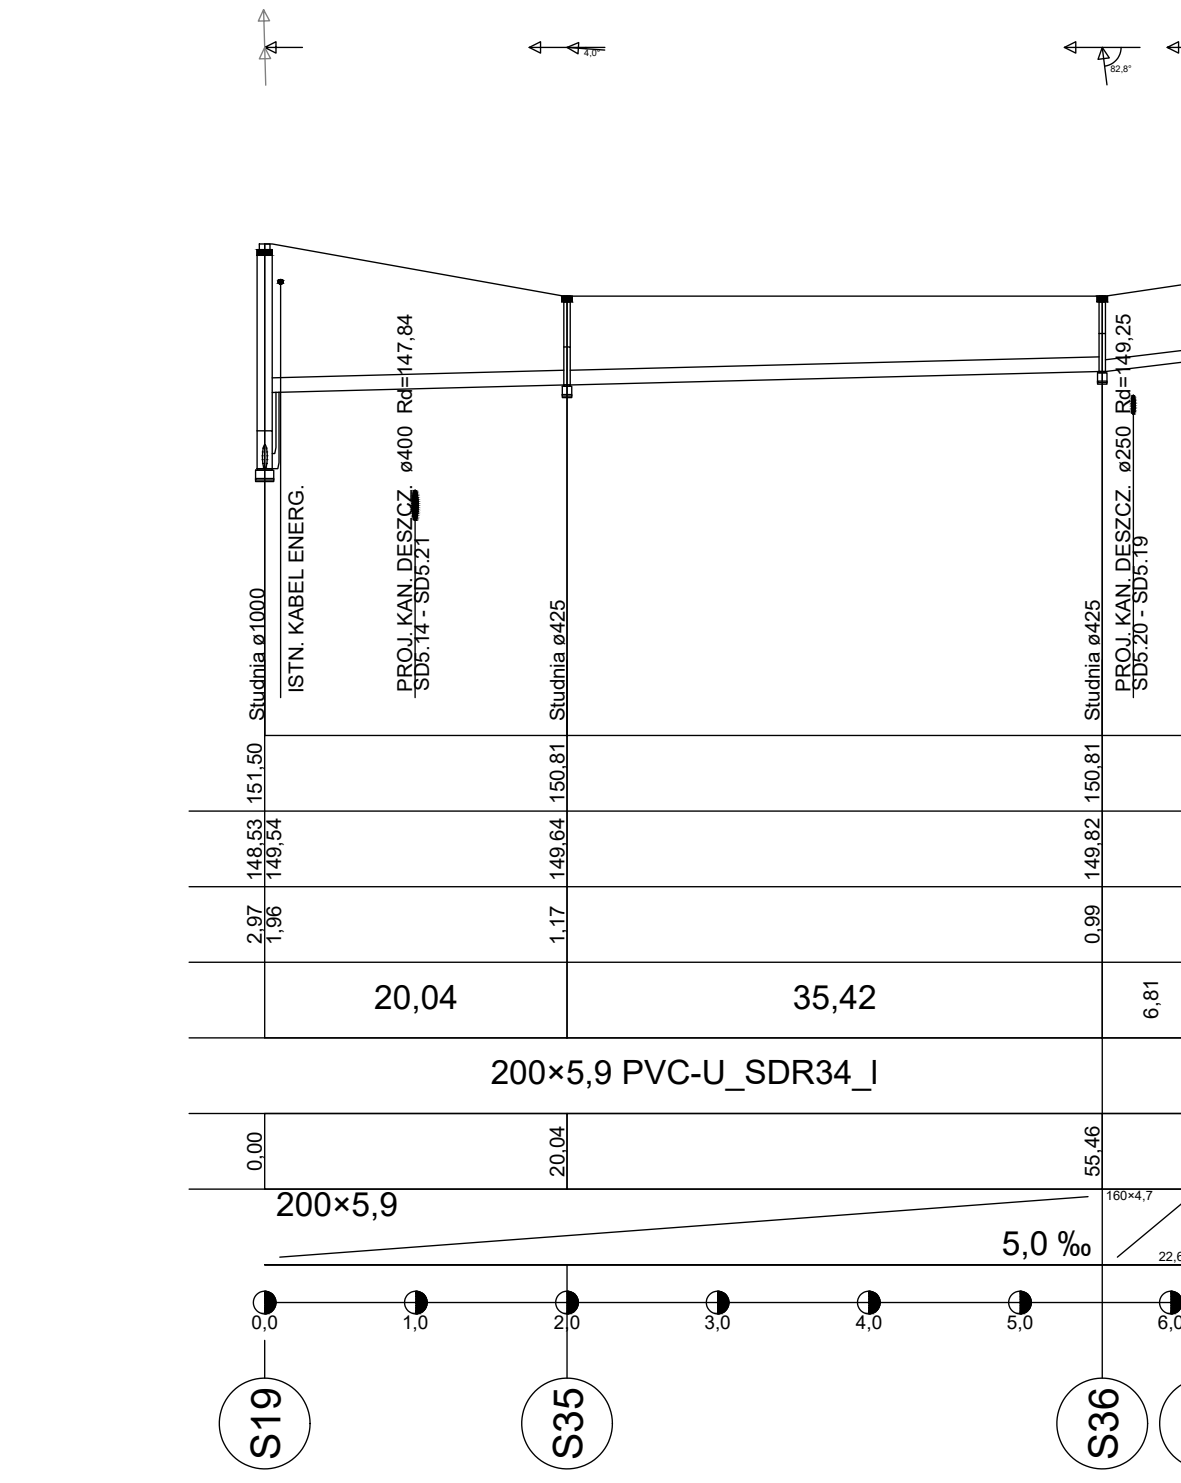 4,0°
82,8°
ISTN. KABEL ENERG.
PROJ. KAN. DESZCZ. ø400 Rd=147,84
SD5.14 - SD5.21
PROJ. KAN. DESZCZ. ø250 Rd=149,25
SD5.20 - SD5.19
Studnia ø1000
Studnia ø425
Studnia ø425
151,50
150,81
150,81
148,53
149,54
149,64
149,82
2,97
1,96
1,17
0,99
20,04
35,42
6,81
200×5,9 PVC-U_SDR34_l
0,00
20,04
55,46
200×5,9
160×4,7
5,0 ‰
22,6
0,0
1,0
2,0
3,0
4,0
5,0
6,0
S19
S35
S36